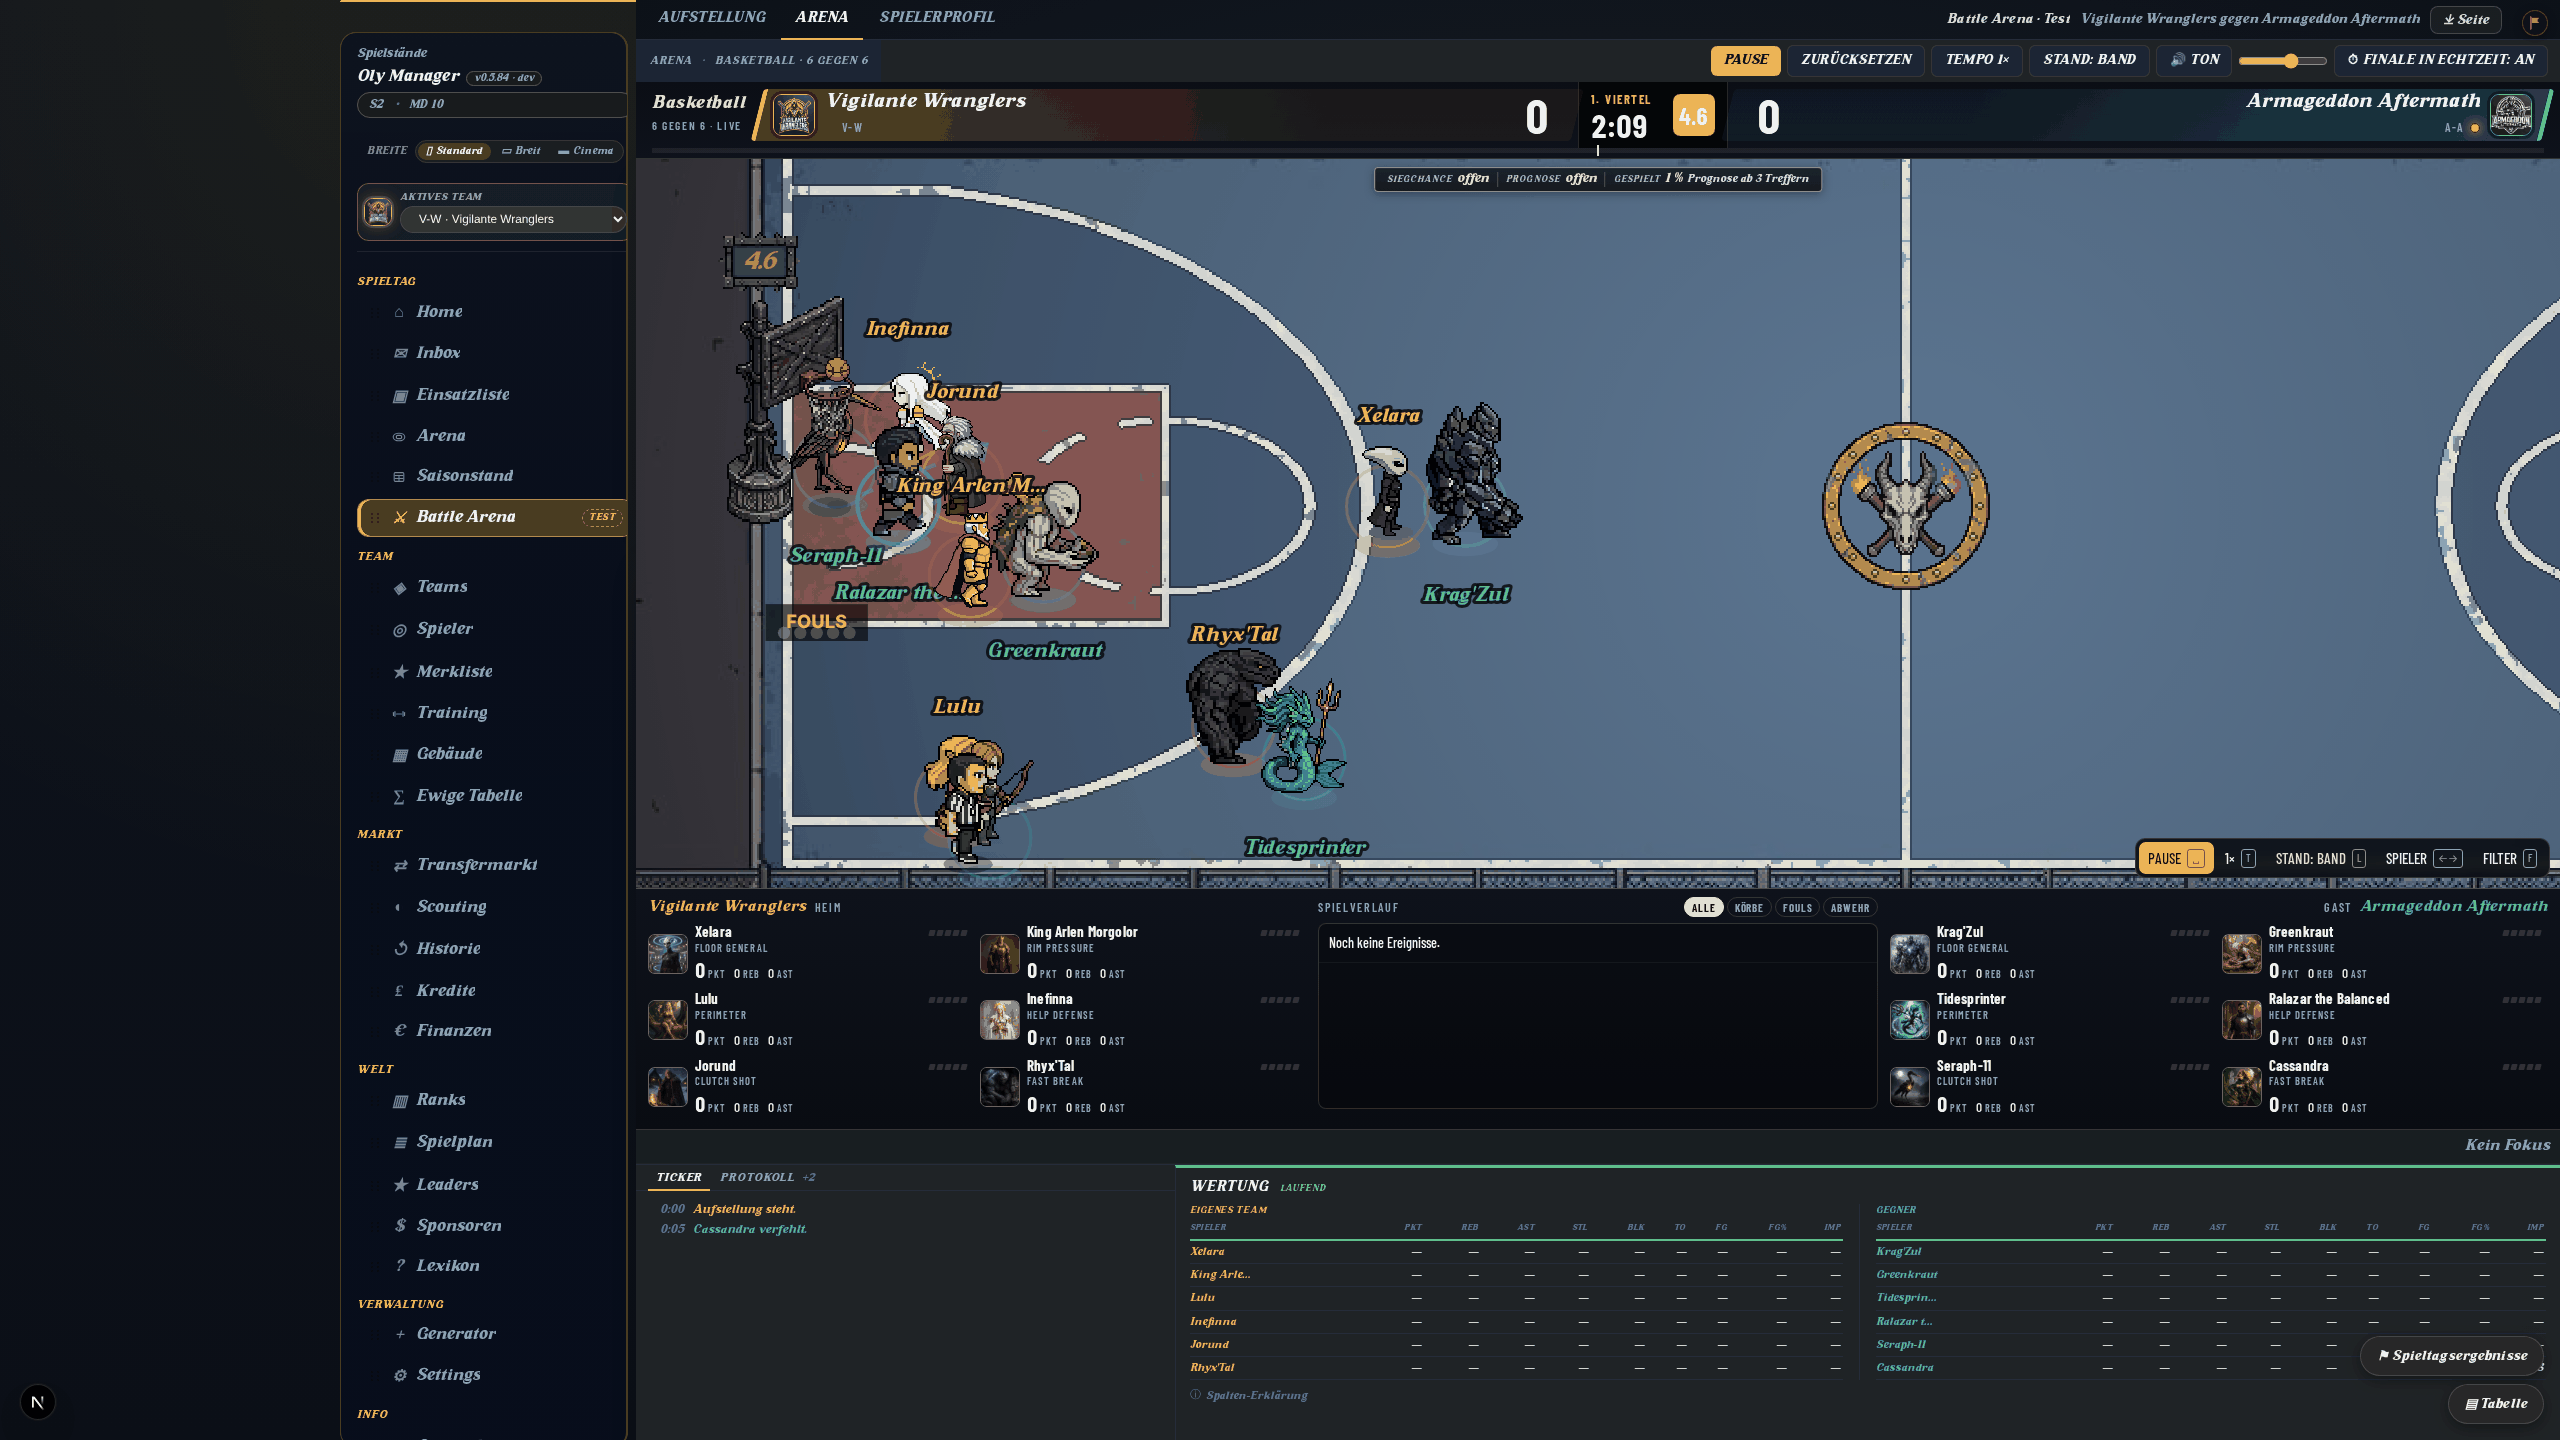 AUFSTELLUNG ARENA SPIELERPROFIL
Battle Arena · Test Vigilante Wranglers gegen Armageddon Aftermath Seite
Spielstände
Oly Manager v0.3.84 · dev
S2 · MD 10
BREITE Standard Breit Cinema
AKTIVES TEAM
V-W · Vigilante Wranglers
SPIELTAG
Home
Inbox
Einsatzliste
Arena
Saisonstand
Battle Arena TEST
TEAM
Teams
Spieler
Merkliste
Training
Gebäude
Ewige Tabelle
MARKT
Transfermarkt
Scouting
Historie
Kredite
Finanzen
WELT
Ranks
Spielplan
Leaders
Sponsoren
Lexikon
VERWALTUNG
Generator
Settings
INFO
N
ARENA · BASKETBALL · 6 GEGEN 6
PAUSE ZURÜCKSETZEN TEMPO 1× STAND: BAND TON FINALE IN ECHTZEIT: AN
Basketball
6 GEGEN 6 · LIVE
Vigilante Wranglers
V-W
0
1. VIERTEL
2:09
4.6
0
Armageddon Aftermath
A-A
SIEGCHANCE offen PROGNOSE offen GESPIELT 1 % Prognose ab 3 Treffern
4.6
Inefinna
Jorund
Xelara
King Arlen M...
Seraph-11
Ralazar the...
Krag'Zul
FOULS
Rhyx'Tal
Greenkraut
Lulu
Tidesprinter
PAUSE 1× T STAND: BAND L SPIELER FILTER F
Vigilante Wranglers HEIM
Xelara
FLOOR GENERAL
0 PKT 0 REB 0 AST
King Arlen Morgolor
RIM PRESSURE
0 PKT 0 REB 0 AST
Lulu
PERIMETER
0 PKT 0 REB 0 AST
Inefinna
HELP DEFENSE
0 PKT 0 REB 0 AST
Jorund
CLUTCH SHOT
0 PKT 0 REB 0 AST
Rhyx'Tal
FAST BREAK
0 PKT 0 REB 0 AST
SPIELVERLAUF ALLE KÖRBE FOULS ABWEHR
Noch keine Ereignisse.
GAST Armageddon Aftermath
Krag'Zul
FLOOR GENERAL
0 PKT 0 REB 0 AST
Greenkraut
RIM PRESSURE
0 PKT 0 REB 0 AST
Tidesprinter
PERIMETER
0 PKT 0 REB 0 AST
Ralazar the Balanced
HELP DEFENSE
0 PKT 0 REB 0 AST
Seraph-11
CLUTCH SHOT
0 PKT 0 REB 0 AST
Cassandra
FAST BREAK
0 PKT 0 REB 0 AST
Kein Fokus
TICKER PROTOKOLL +2
0:00 Aufstellung steht.
0:05 Cassandra verfehlt.
WERTUNG LAUFEND
EIGENES TEAM
SPIELER PKT REB AST STL BLK TO FG FG% IMP
Xelara — — — — — — — — —
King Arle... — — — — — — — — —
Lulu — — — — — — — — —
Inefinna — — — — — — — — —
Jorund — — — — — — — — —
Rhyx'Tal — — — — — — — — —
Spalten-Erklärung
GEGNER
SPIELER PKT REB AST STL BLK TO FG FG% IMP
Krag'Zul — — — — — — — — —
Greenkraut — — — — — — — — —
Tidesprin... — — — — — — — — —
Ralazar t... — — — — — — — — —
Seraph-11 — — — — —
Cassandra — — — — —
Spieltagsergebnisse
Tabelle